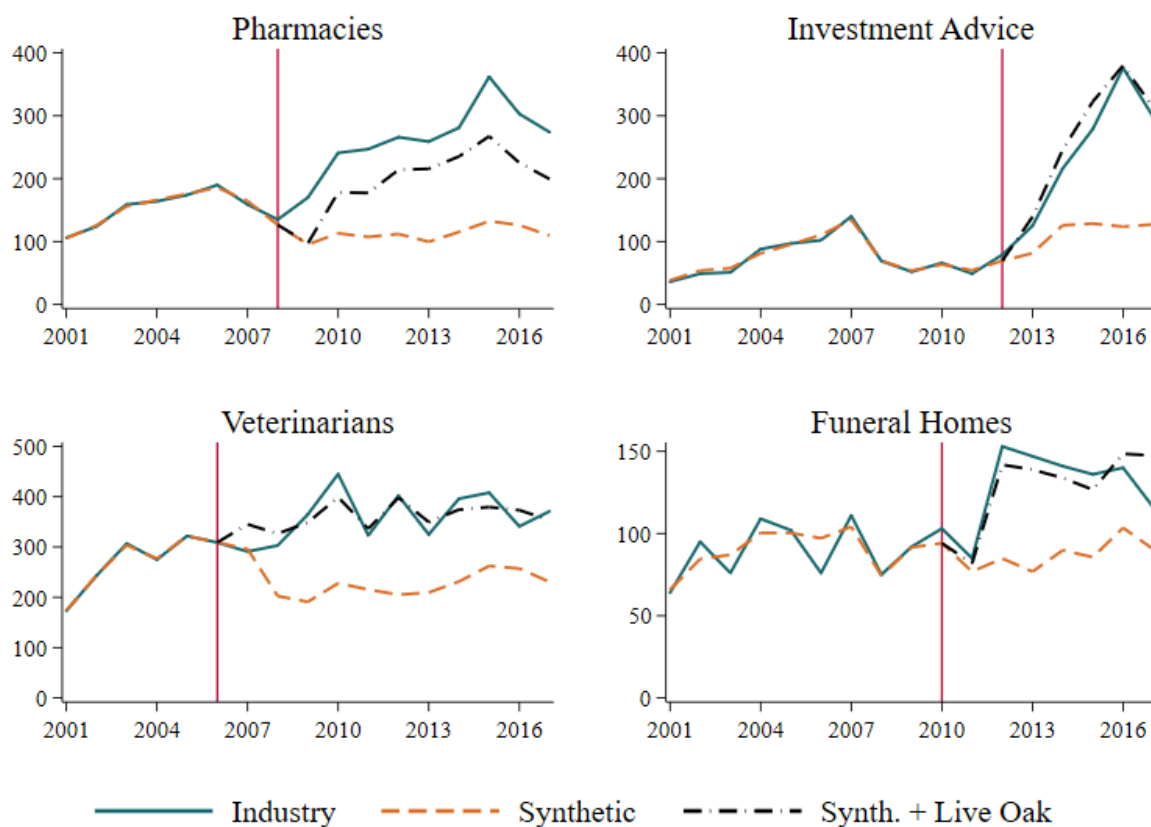 Pharmacies
400
300
200
100
0
2001 2004 2007 2010 2013 2016
Investment Advice
400
300
200
100
0
2001 2004 2007 2010 2013 2016
Veterinarians
500
400
300
200
100
0
2001 2004 2007 2010 2013 2016
Funeral Homes
150
100
50
0
2001 2004 2007 2010 2013 2016
Industry Synthetic Synth. + Live Oak